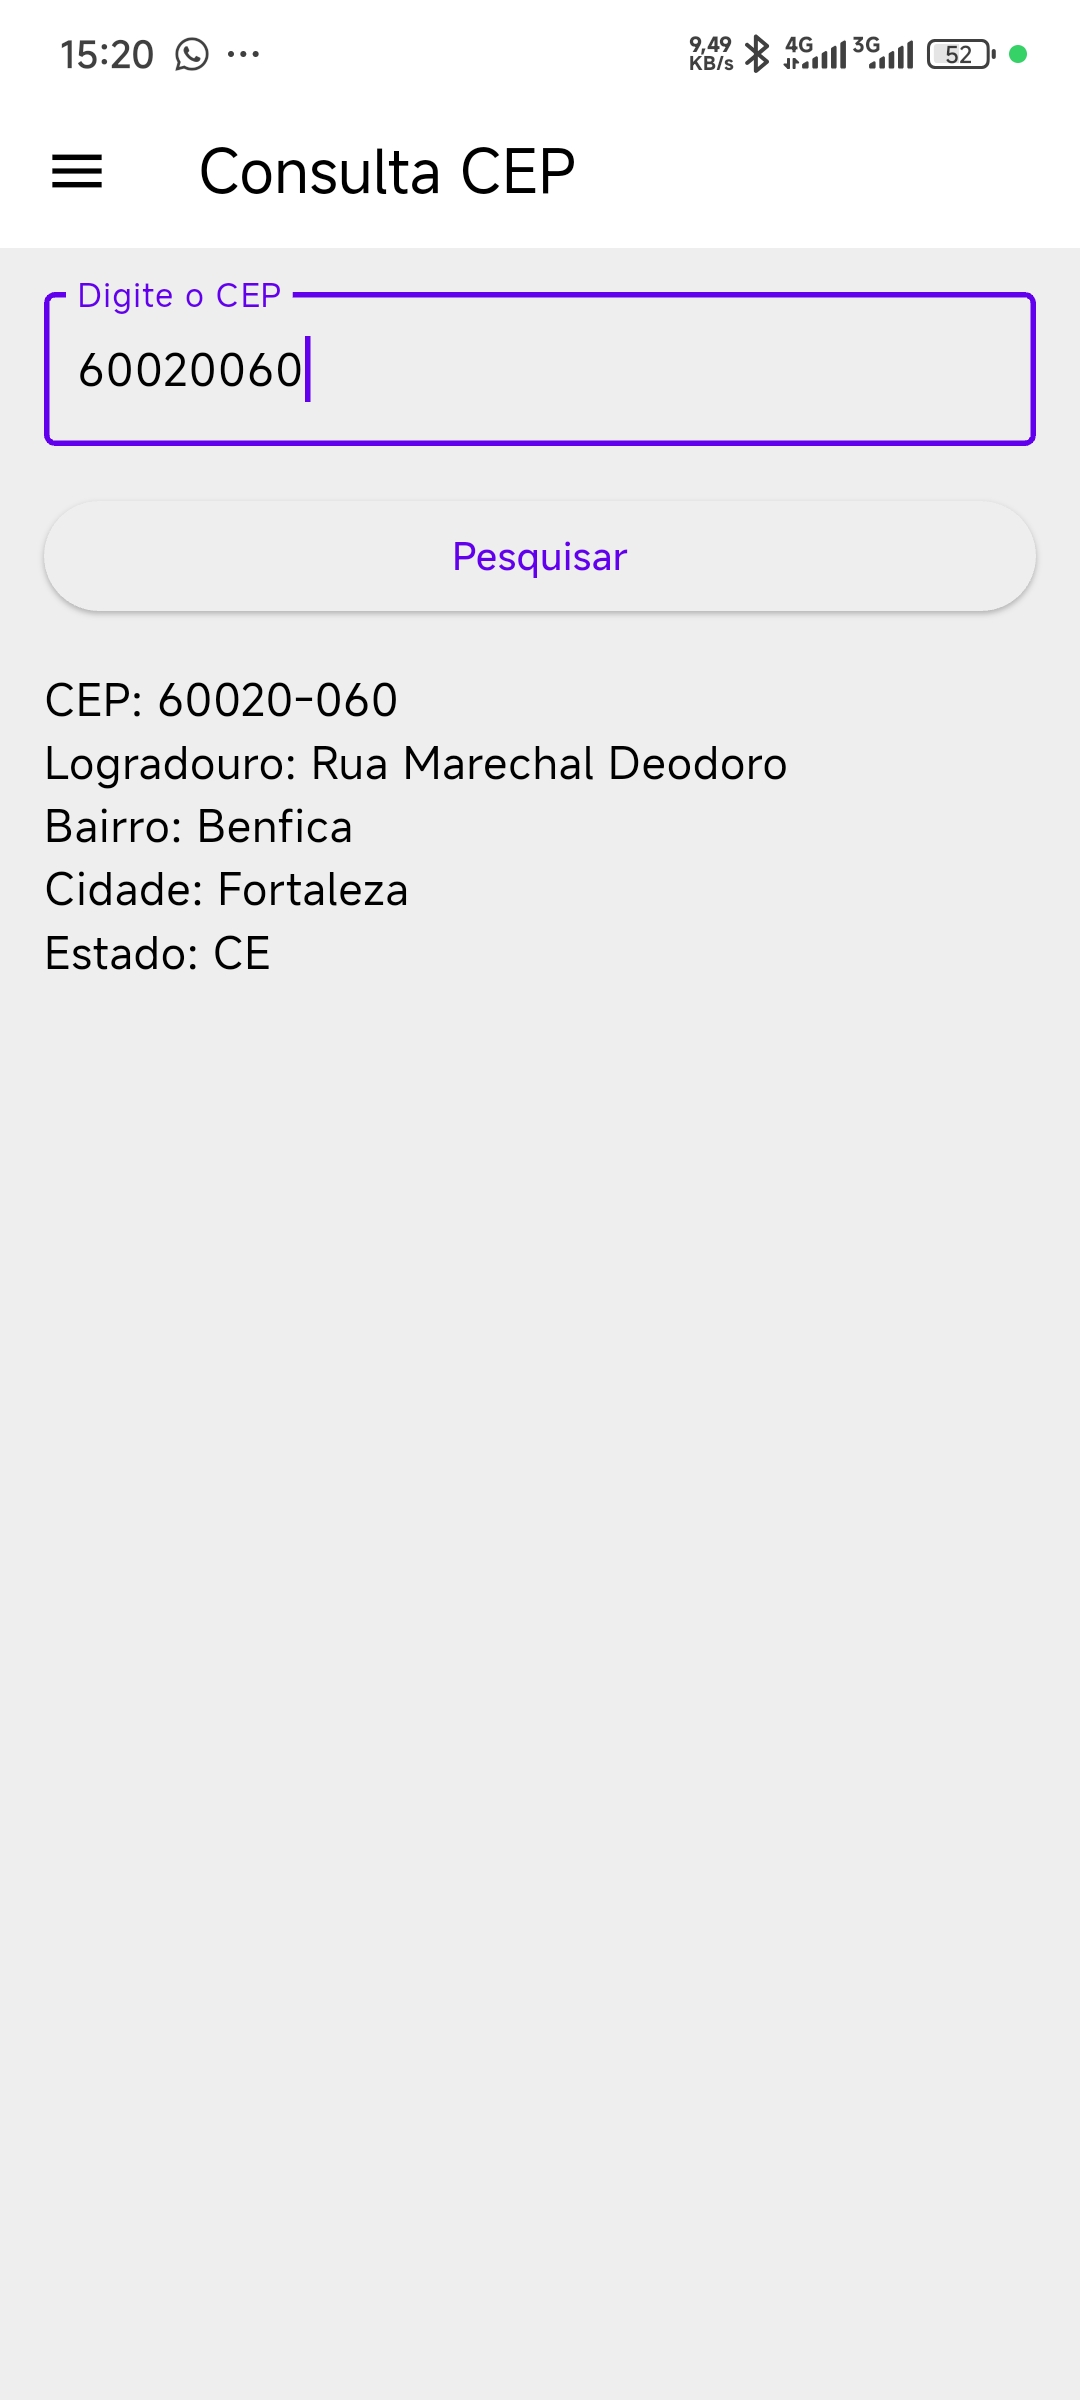 15:20
9,49 KB/s 4G 3G 52
Consulta CEP
Digite o CEP
60020060
Pesquisar
CEP: 60020-060
Logradouro: Rua Marechal Deodoro
Bairro: Benfica
Cidade: Fortaleza
Estado: CE